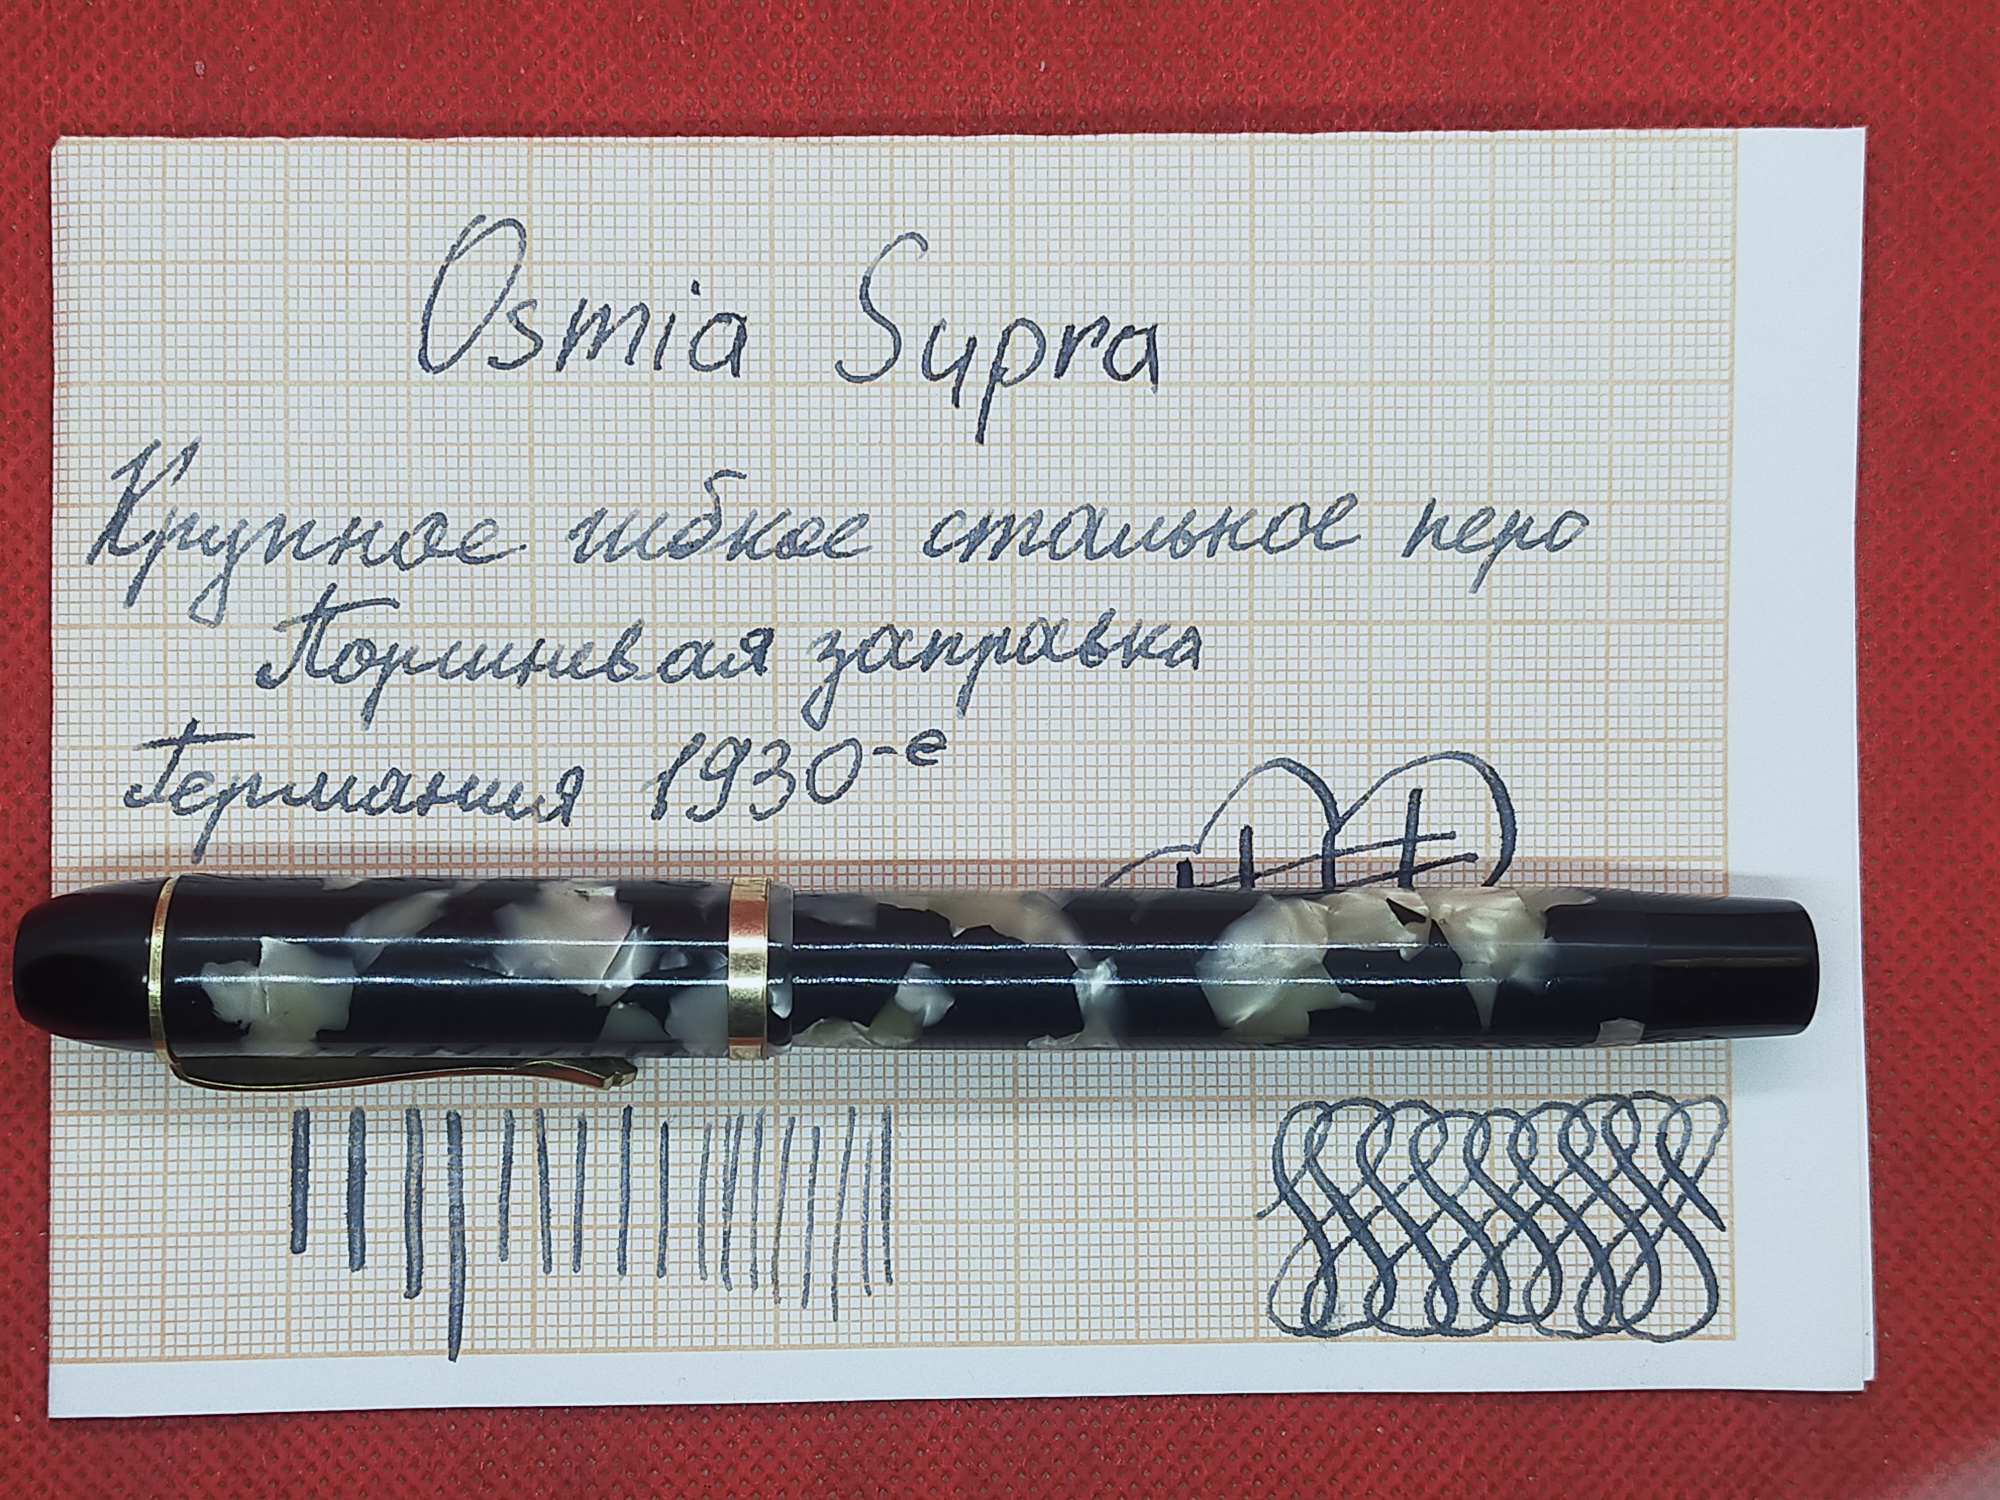 Osmia Supra
Крупное гибкое стальное перо
Поршневая заправка
Германия 1930-е